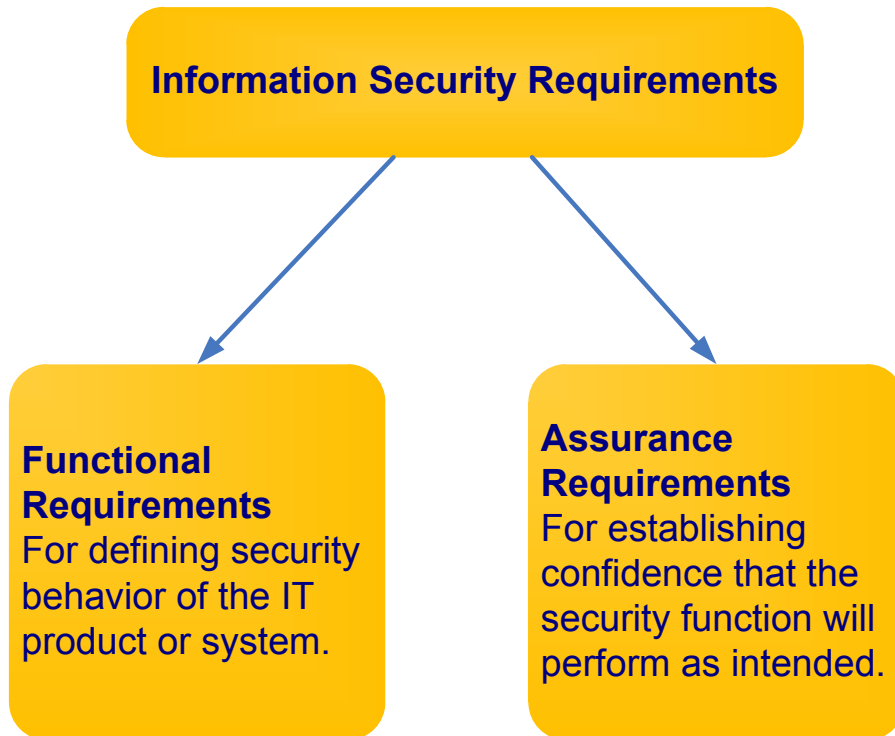 Information Security Requirements
Functional
Requirements
For defining security
behavior of the IT
product or system.
Assurance
Requirements
For establishing
confidence that the
security function will
perform as intended.